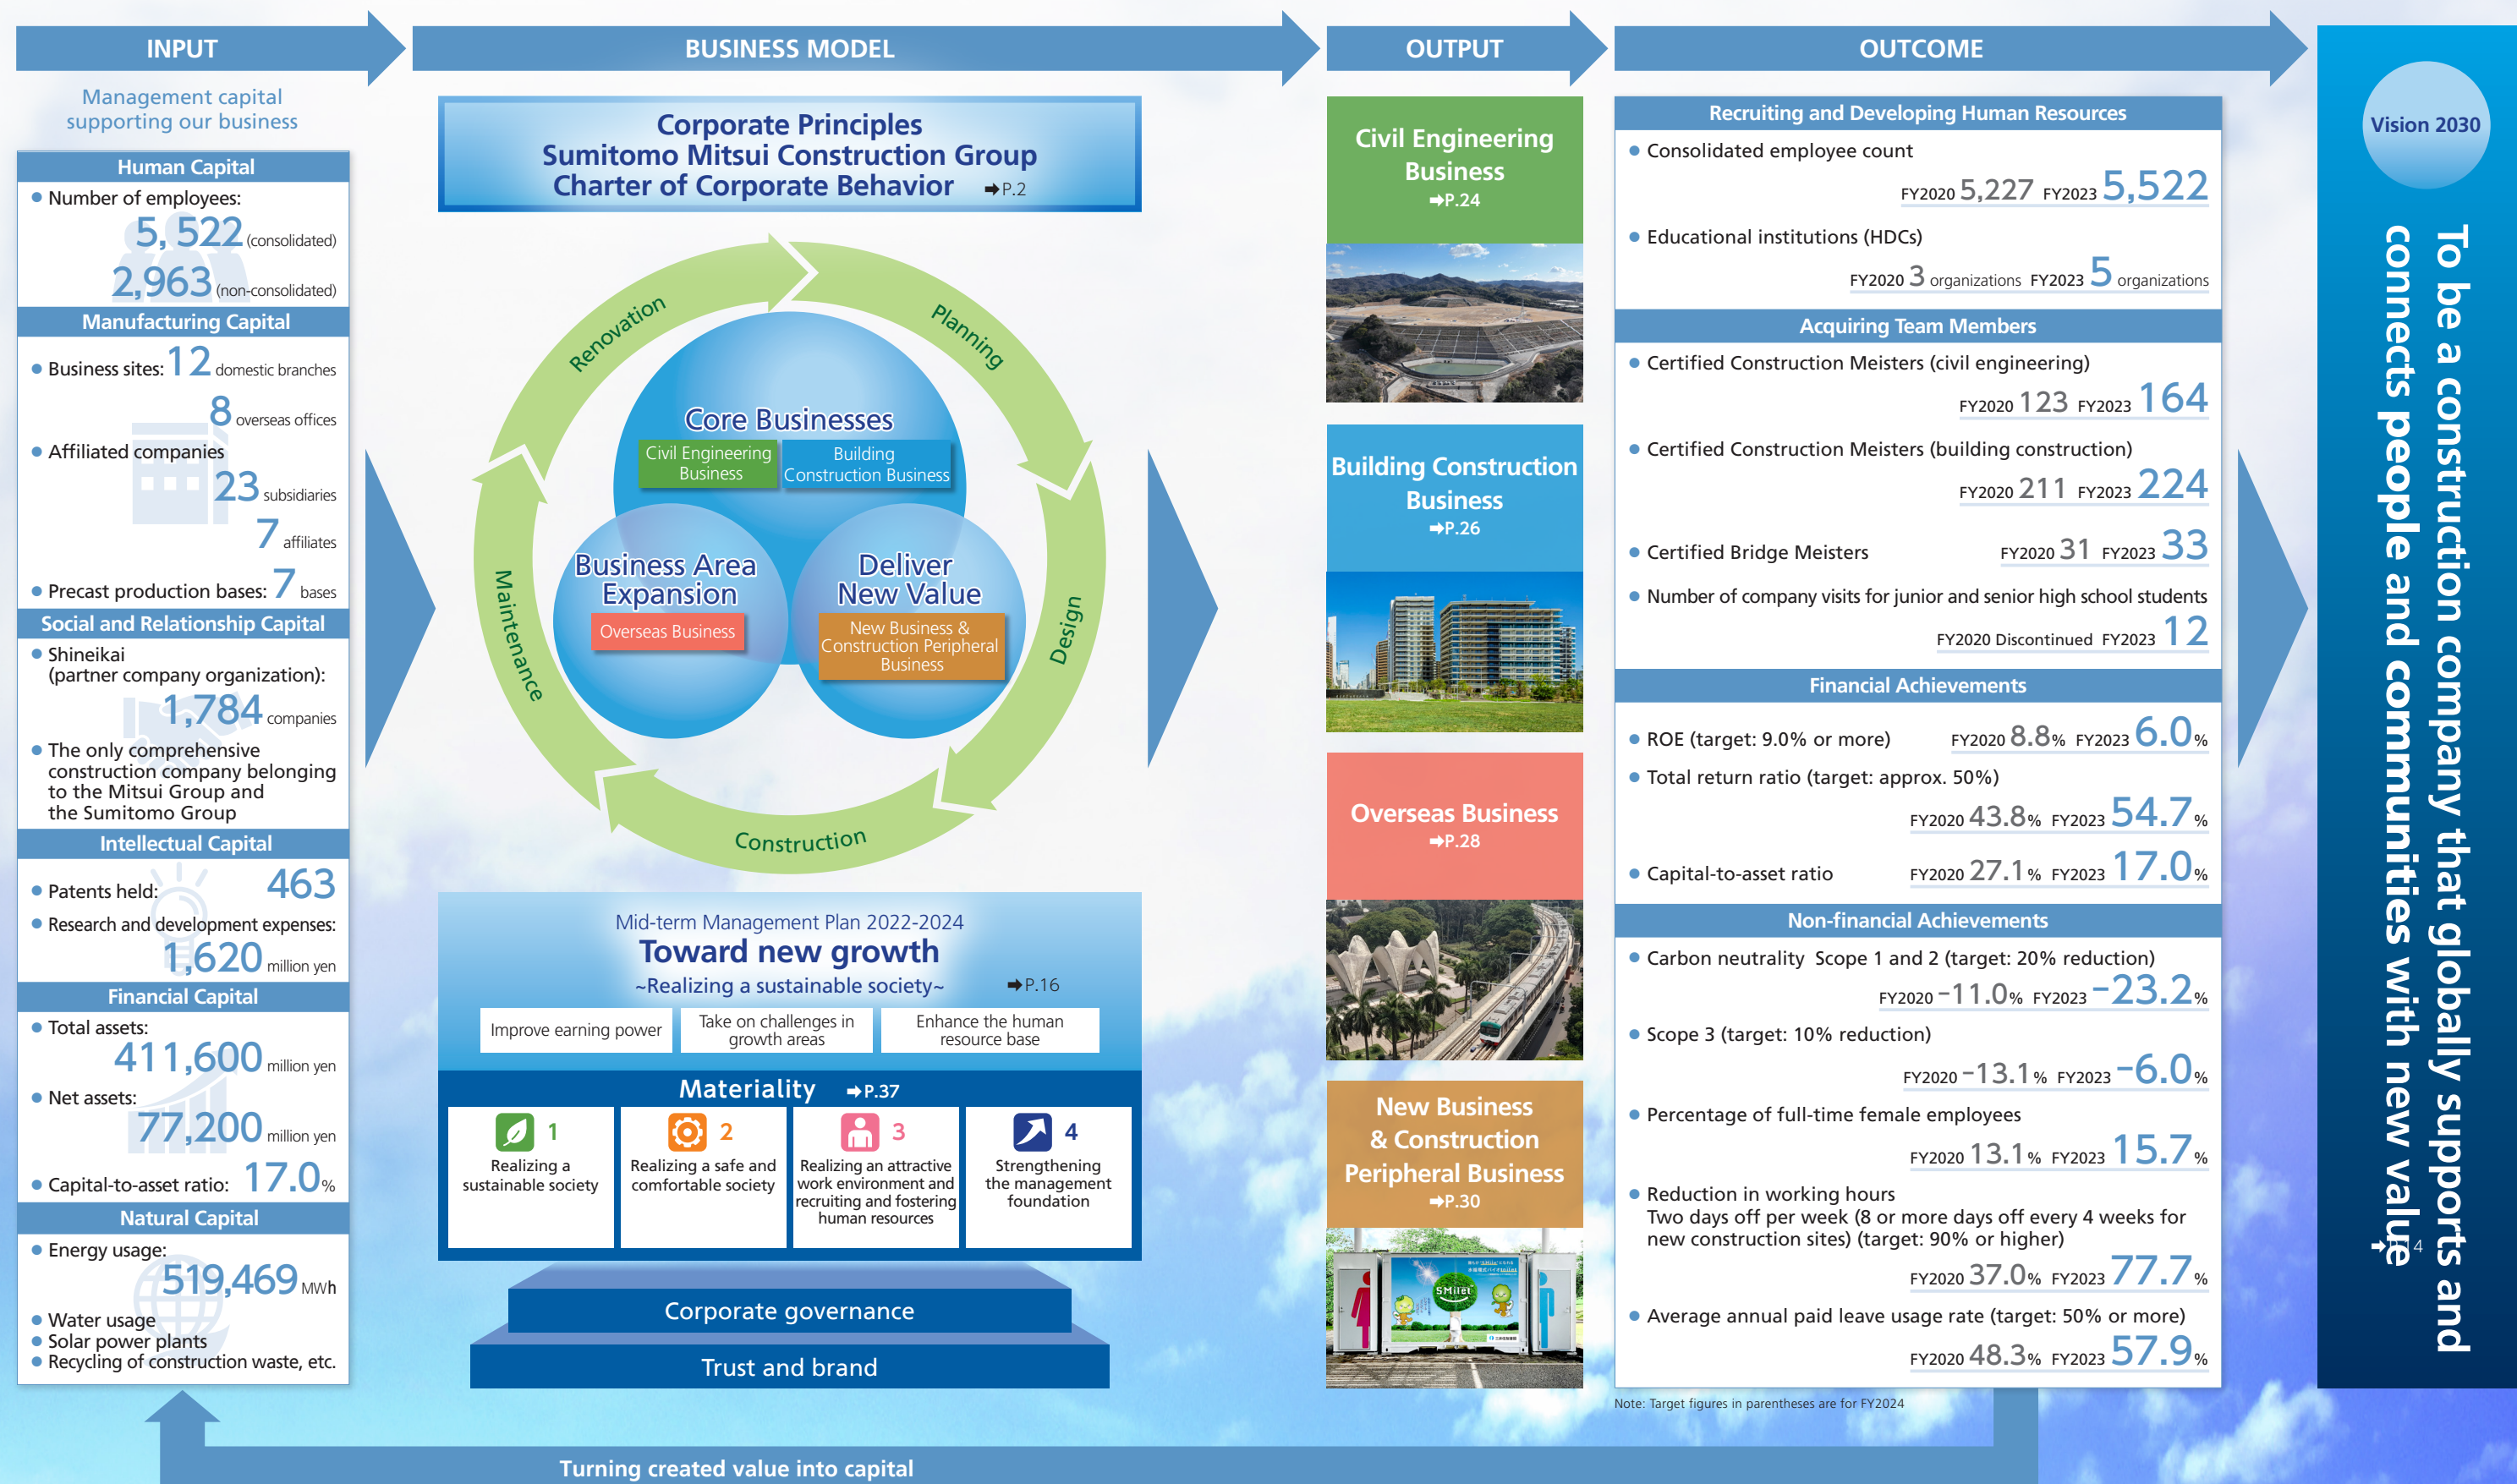 INPUT
Management capital
supporting our business
Human Capital
● Number of employees:
5, 522 (consolidated)
2,963 (non-consolidated)
Manufacturing Capital
● Business sites: 12 domestic branches
8 overseas offices
● Affiliated companies
23 subsidiaries
7 affiliates
● Precast production bases: 7 bases
Social and Relationship Capital
● Shineikai
(partner company organization):
1,784 companies
● The only comprehensive
construction company belonging
to the Mitsui Group and
the Sumitomo Group
Intellectual Capital
● Patents held: 463
● Research and development expenses:
1,620 million yen
Financial Capital
● Total assets:
411,600 million yen
● Net assets:
77,200 million yen
● Capital-to-asset ratio: 17.0%
Natural Capital
● Energy usage:
519,469 MWh
● Water usage
● Solar power plants
● Recycling of construction waste, etc.
BUSINESS MODEL
Corporate Principles
Sumitomo Mitsui Construction Group
Charter of Corporate Behavior ➡P.2
Renovation
Planning
Design
Construction
Maintenance
Core Businesses
Civil Engineering
Business
Building
Construction Business
Business Area
Expansion
Overseas Business
Deliver
New Value
New Business &
Construction Peripheral
Business
Mid-term Management Plan 2022-2024
Toward new growth
~Realizing a sustainable society~ ➡P.16
Improve earning power
Take on challenges in
growth areas
Enhance the human
resource base
Materiality ➡P.37
1
Realizing a
sustainable society
2
Realizing a safe and
comfortable society
3
Realizing an attractive
work environment and
recruiting and fostering
human resources
4
Strengthening
the management
foundation
Corporate governance
Trust and brand
OUTPUT
Civil Engineering
Business
➡P.24
Building Construction
Business
➡P.26
Overseas Business
➡P.28
New Business
& Construction
Peripheral Business
➡P.30
SMilet
OUTCOME
Recruiting and Developing Human Resources
● Consolidated employee count
FY2020 5,227 FY2023 5,522
● Educational institutions (HDCs)
FY2020 3 organizations FY2023 5 organizations
Acquiring Team Members
● Certified Construction Meisters (civil engineering)
FY2020 123 FY2023 164
● Certified Construction Meisters (building construction)
FY2020 211 FY2023 224
● Certified Bridge Meisters FY2020 31 FY2023 33
● Number of company visits for junior and senior high school students
FY2020 Discontinued FY2023 12
Financial Achievements
● ROE (target: 9.0% or more) FY2020 8.8% FY2023 6.0%
● Total return ratio (target: approx. 50%)
FY2020 43.8% FY2023 54.7%
● Capital-to-asset ratio FY2020 27.1% FY2023 17.0%
Non-financial Achievements
● Carbon neutrality Scope 1 and 2 (target: 20% reduction)
FY2020 −11.0% FY2023 −23.2%
● Scope 3 (target: 10% reduction)
FY2020 −13.1% FY2023 −6.0%
● Percentage of full-time female employees
FY2020 13.1% FY2023 15.7%
● Reduction in working hours
Two days off per week (8 or more days off every 4 weeks for
new construction sites) (target: 90% or higher)
FY2020 37.0% FY2023 77.7%
● Average annual paid leave usage rate (target: 50% or more)
FY2020 48.3% FY2023 57.9%
Note: Target figures in parentheses are for FY2024
Vision 2030
To be a construction company that globally supports and
connects people and communities with new value
Turning created value into capital